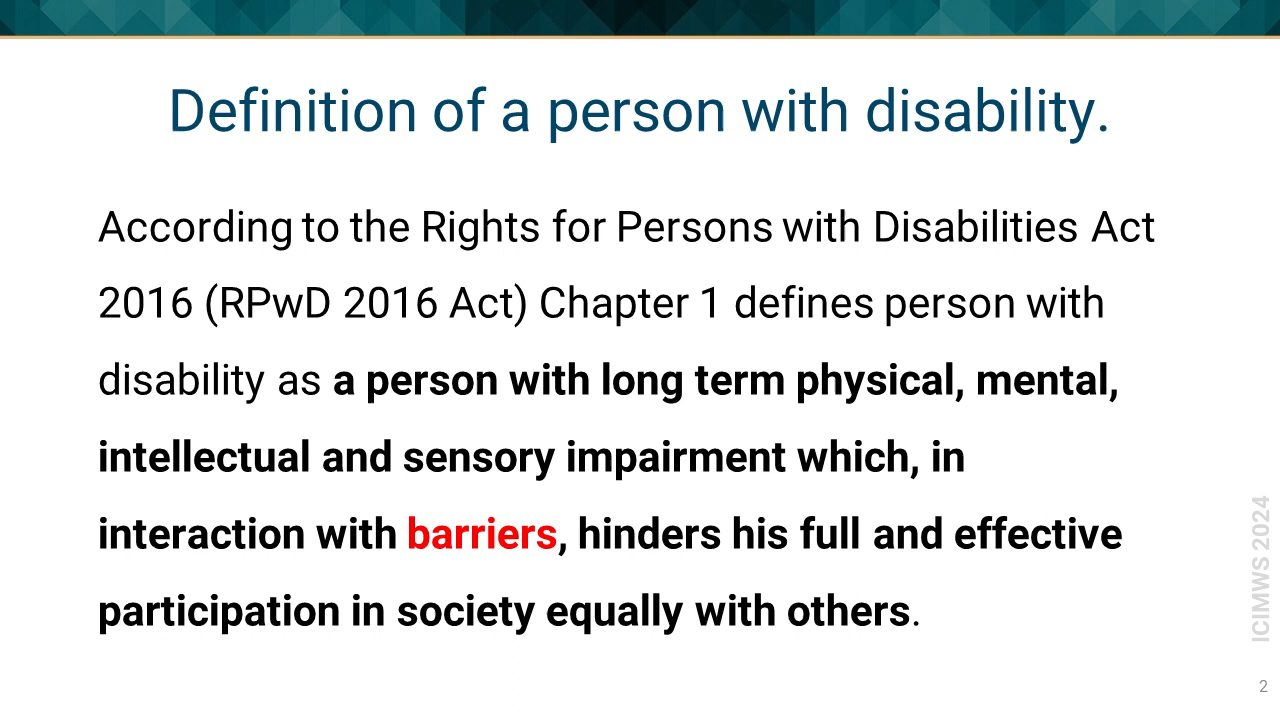 Definition of a person with disability.
According to the Rights for Persons with Disabilities Act
2016 (RPwD 2016 Act) Chapter 1 defines person with
disability as a person with long term physical, mental,
intellectual and sensory impairment which, in
interaction with barriers, hinders his full and effective
participation in society equally with others.
ICIMWS 2024
2